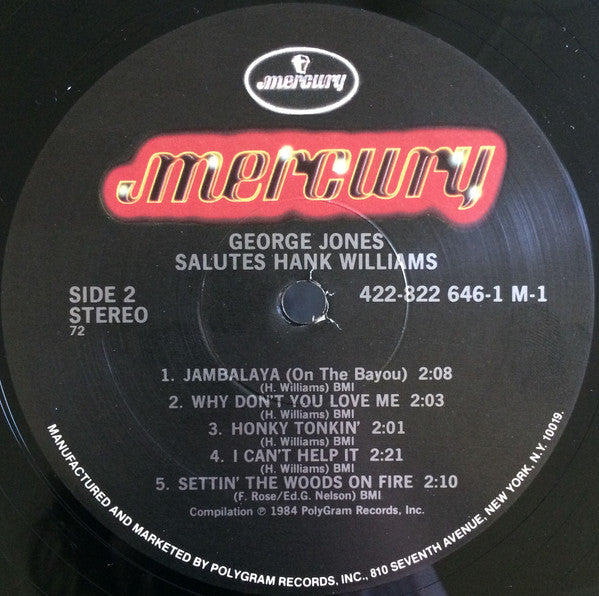 mercury
mercury
GEORGE JONES
SALUTES HANK WILLIAMS
SIDE 2
STEREO
72
422-822 646-1 M-1
1. JAMBALAYA (On The Bayou) 2:08
(H. Williams) BMI
2. WHY DON'T YOU LOVE ME 2:03
(H. Williams) BMI
3. HONKY TONKIN' 2:01
(H. Williams) BMI
4. I CAN'T HELP IT 2:21
(H. Williams) BMI
5. SETTIN' THE WOODS ON FIRE 2:10
(F. Rose/Ed.G. Nelson) BMI
Compilation ℗ 1984 PolyGram Records, Inc.
MANUFACTURED AND MARKETED BY POLYGRAM RECORDS, INC., 810 SEVENTH AVENUE, NEW YORK, N.Y. 10019.